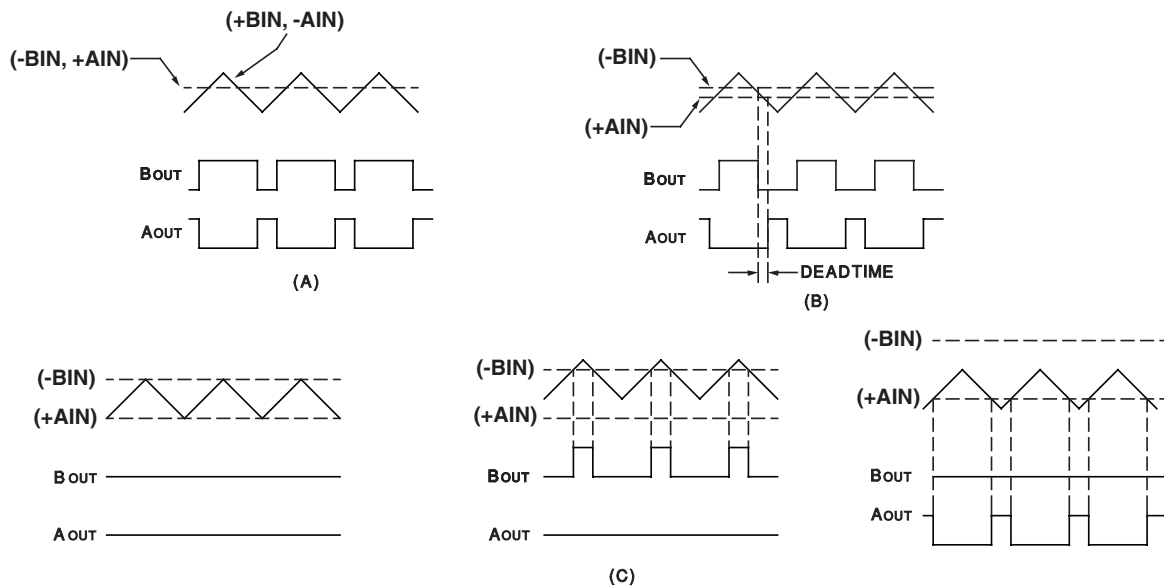 (+BIN, -AIN)
(-BIN, +AIN)
BOUT
AOUT
(A)
(-BIN)
(+AIN)
BOUT
AOUT
DEADTIME
(B)
(-BIN)
(+AIN)
BOUT
AOUT
(-BIN)
(+AIN)
BOUT
AOUT
(-BIN)
(+AIN)
BOUT
AOUT
(C)